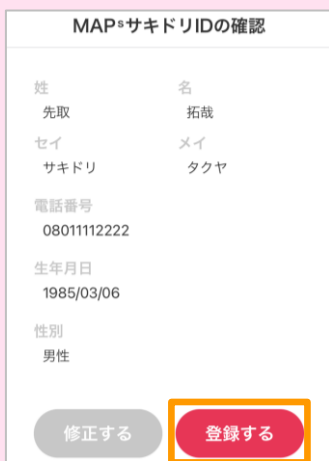 MAPsサキドリIDの確認
姓 名
先取 拓哉
セイ メイ
サキドリ タクヤ
電話番号
08011112222
生年月日
1985/03/06
性別
男性
修正する 登録する